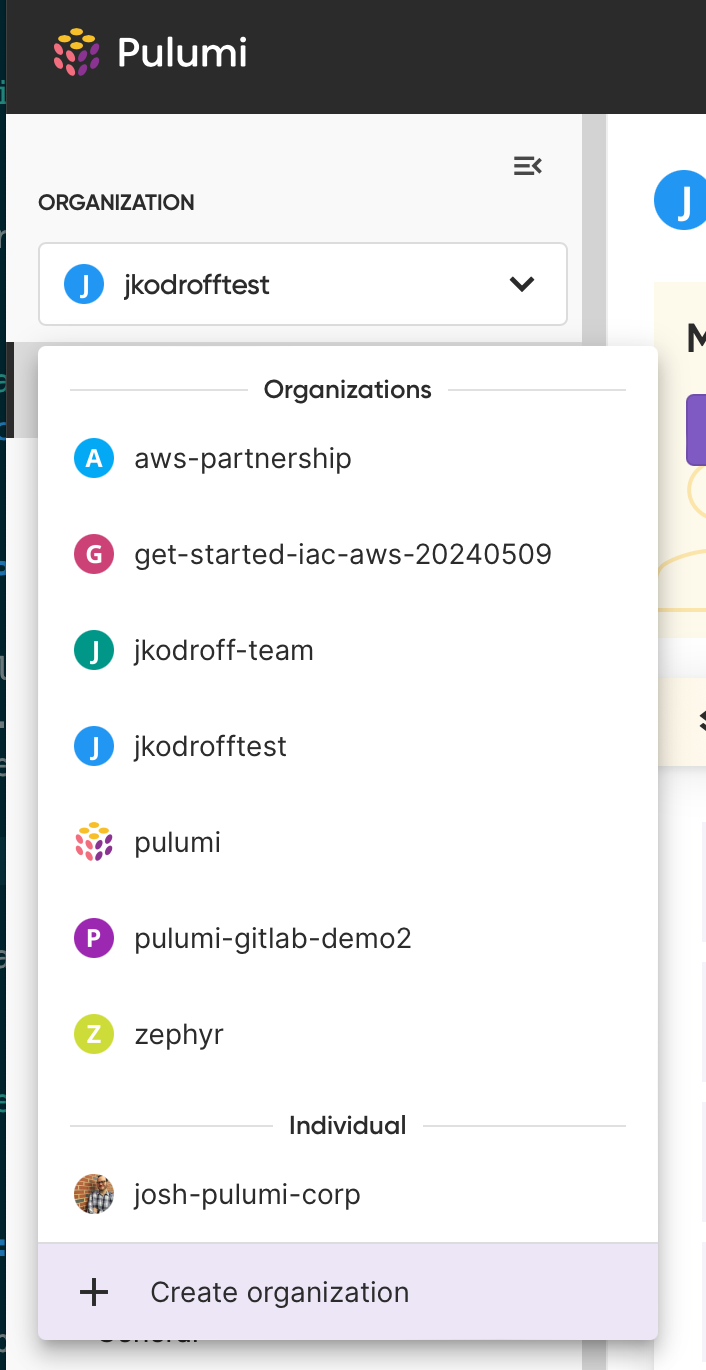 Pulumi
ORGANIZATION
J jkodrofftest
J
M
Organizations
A aws-partnership
G get-started-iac-aws-20240509
J jkodroff-team
J jkodrofftest
pulumi
P pulumi-gitlab-demo2
Z zephyr
Individual
josh-pulumi-corp
+ Create organization